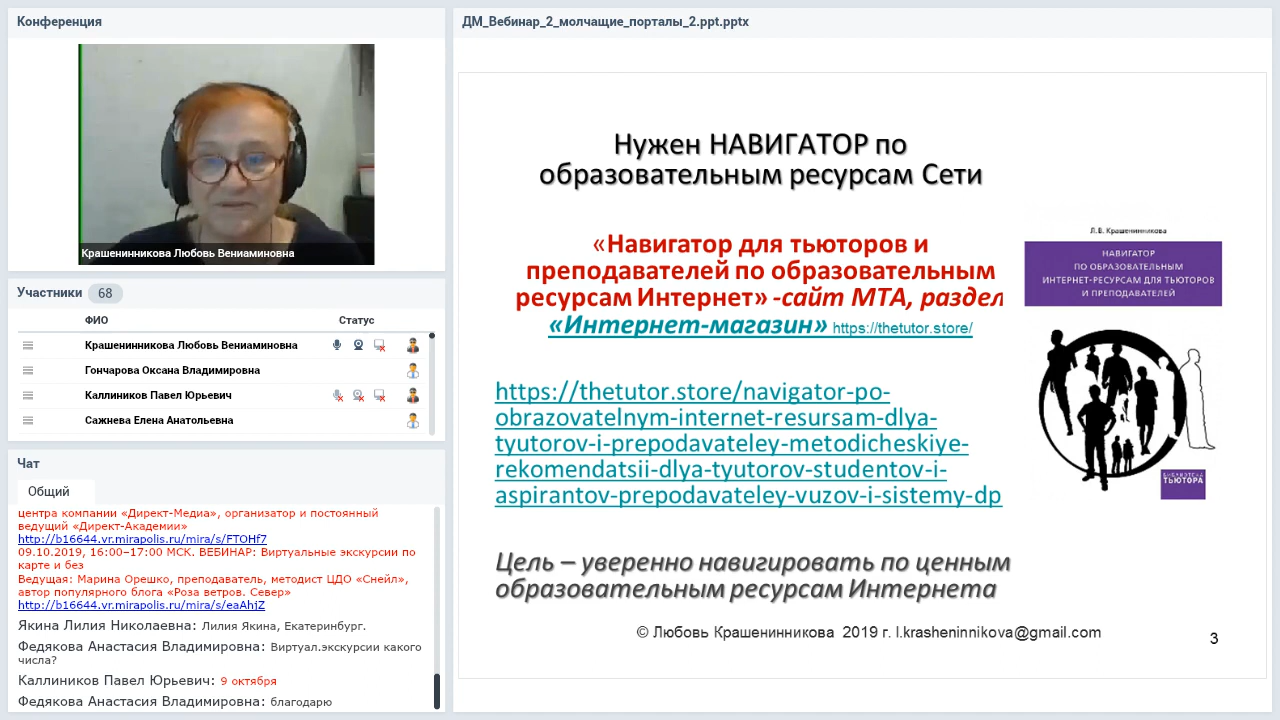 Конференция
Крашенинникова Любовь Вениаминовна
Участники 68
ФИО Статус
Крашенинникова Любовь Вениаминовна
Гончарова Оксана Владимировна
Каллиников Павел Юрьевич
Сажнева Елена Анатольевна
Чат
Общий
центра компании «Директ-Медиа», организатор и постоянный
ведущий «Директ-Академии»
http://b16644.vr.mirapolis.ru/mira/s/FTOHf7
09.10.2019, 16:00–17:00 МСК. ВЕБИНАР: Виртуальные экскурсии по
карте и без
Ведущая: Марина Орешко, преподаватель, методист ЦДО «Снейл»,
автор популярного блога «Роза ветров. Север»
http://b16644.vr.mirapolis.ru/mira/s/eaAhjZ
Якина Лилия Николаевна: Лилия Якина, Екатеринбург.
Федякова Анастасия Владимировна: Виртуал.экскурсии какого
числа?
Каллиников Павел Юрьевич: 9 октября
Федякова Анастасия Владимировна: благодарю
ДМ_Вебинар_2_молчащие_порталы_2.ppt.pptx
Нужен НАВИГАТОР по
образовательным ресурсам Сети
«Навигатор для тьюторов и
преподавателей по образовательным
ресурсам Интернет» -сайт МТА, раздел
«Интернет-магазин» https://thetutor.store/
https://thetutor.store/navigator-po-
obrazovatelnym-internet-resursam-dlya-
tyutorov-i-prepodavateley-metodicheskiye-
rekomendatsii-dlya-tyutorov-studentov-i-
aspirantov-prepodavateley-vuzov-i-sistemy-dp
Цель – уверенно навигировать по ценным
образовательным ресурсам Интернета
Л.В. Крашенинникова
НАВИГАТОР
ПО ОБРАЗОВАТЕЛЬНЫМ
ИНТЕРНЕТ-РЕСУРСАМ ДЛЯ ТЬЮТОРОВ
И ПРЕПОДАВАТЕЛЕЙ
БИБЛИОТЕКА
ТЬЮТОРА
© Любовь Крашенинникова 2019 г. l.krasheninnikova@gmail.com
3